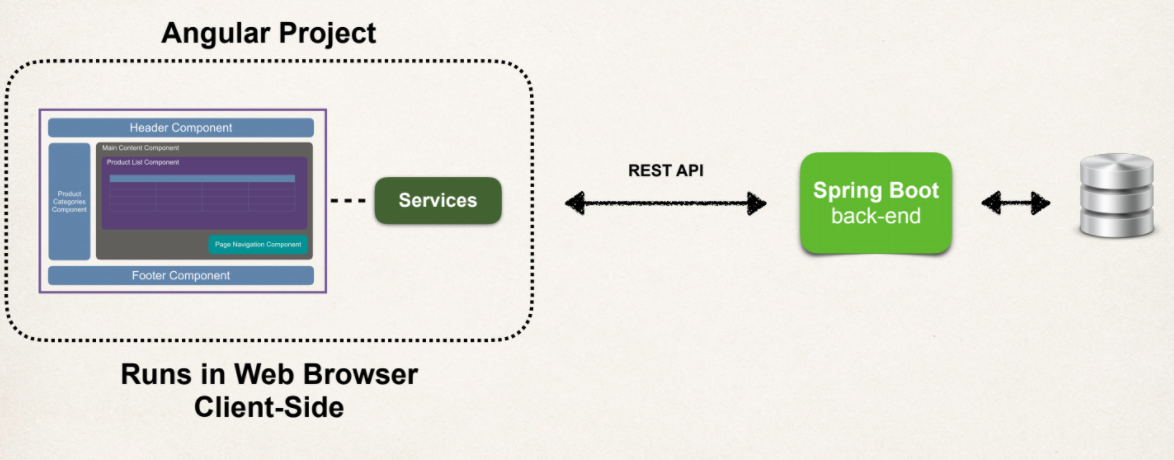 Angular Project
Header Component
Main Content Component
Product List Component
Product
Categories
Component
Page Navigation Component
Footer Component
Services
REST API
Spring Boot
back-end
Runs in Web Browser
Client-Side